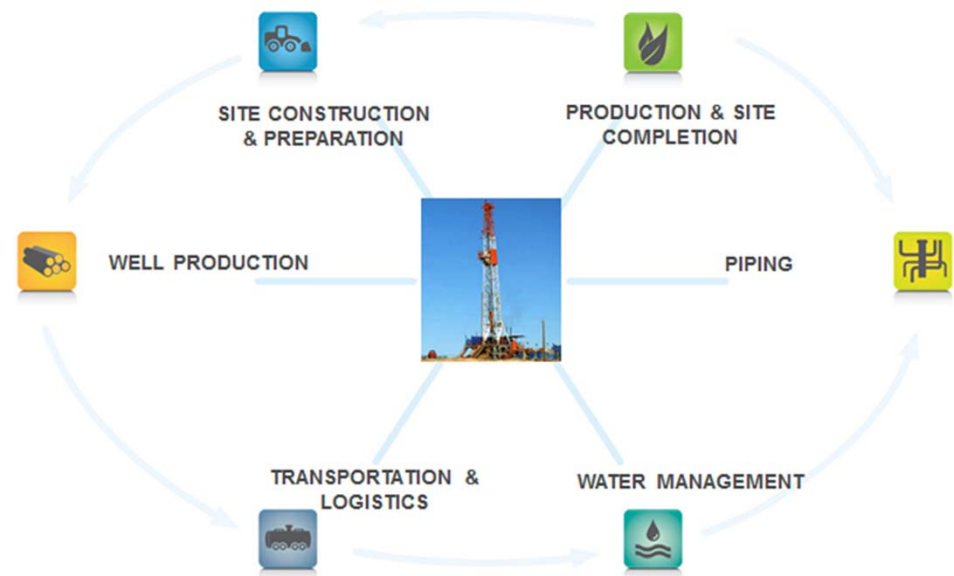 SITE CONSTRUCTION
& PREPARATION
PRODUCTION & SITE
COMPLETION
WELL PRODUCTION
PIPING
TRANSPORTATION &
LOGISTICS
WATER MANAGEMENT